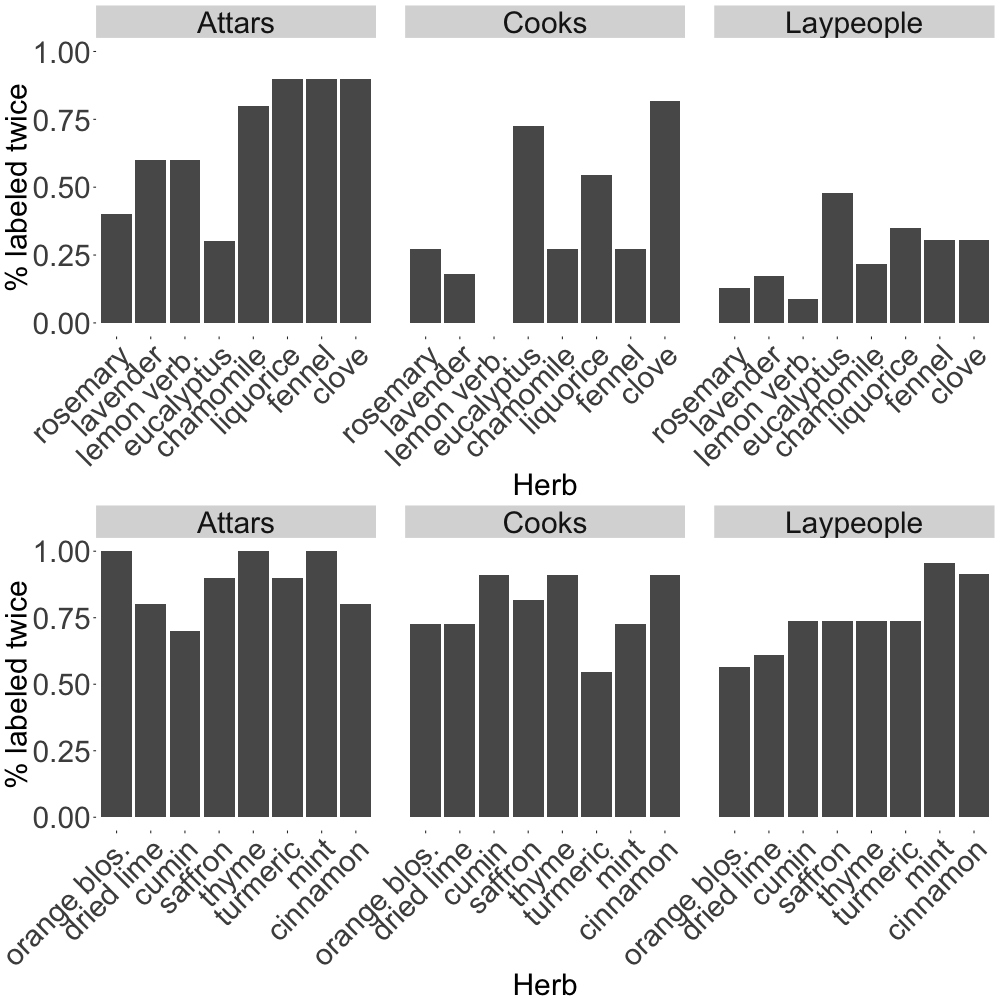 Attars Cooks Laypeople
% labeled twice
1.00
0.75
0.50
0.25
0.00
rosemary lavender lemon verb. eucalyptus chamomile liquorice fennel clove
rosemary lavender lemon verb. eucalyptus chamomile liquorice fennel clove
rosemary lavender lemon verb. eucalyptus chamomile liquorice fennel clove
Herb
Attars Cooks Laypeople
% labeled twice
1.00
0.75
0.50
0.25
0.00
orange blos. dried lime cumin saffron thyme turmeric mint cinnamon
orange blos. dried lime cumin saffron thyme turmeric mint cinnamon
orange blos. dried lime cumin saffron thyme turmeric mint cinnamon
Herb